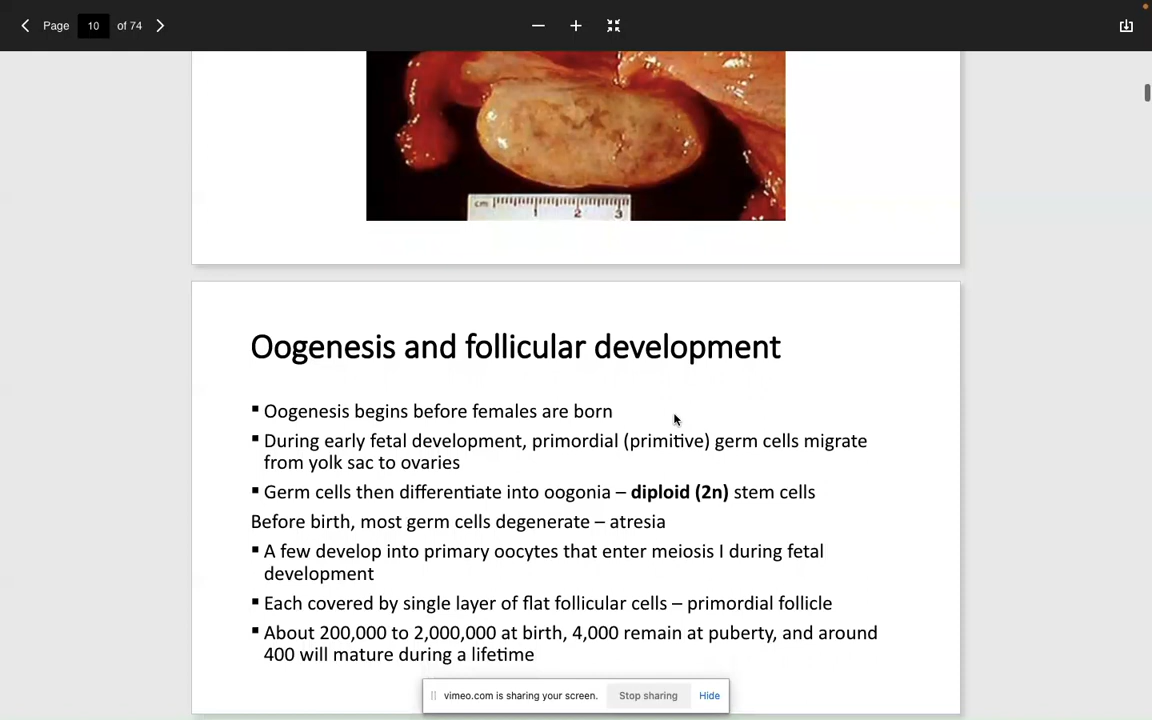 Page 10 of 74
cm 1 2 3
Oogenesis and follicular development
▪ Oogenesis begins before females are born
▪ During early fetal development, primordial (primitive) germ cells migrate
from yolk sac to ovaries
▪ Germ cells then differentiate into oogonia – diploid (2n) stem cells
Before birth, most germ cells degenerate – atresia
▪ A few develop into primary oocytes that enter meiosis I during fetal
development
▪ Each covered by single layer of flat follicular cells – primordial follicle
▪ About 200,000 to 2,000,000 at birth, 4,000 remain at puberty, and around
400 will mature during a lifetime
vimeo.com is sharing your screen. Stop sharing Hide